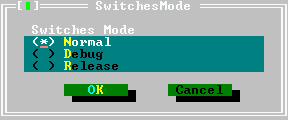 SwitchesMode
Switches Mode
(*) Normal
( ) Debug
( ) Release
OK Cancel